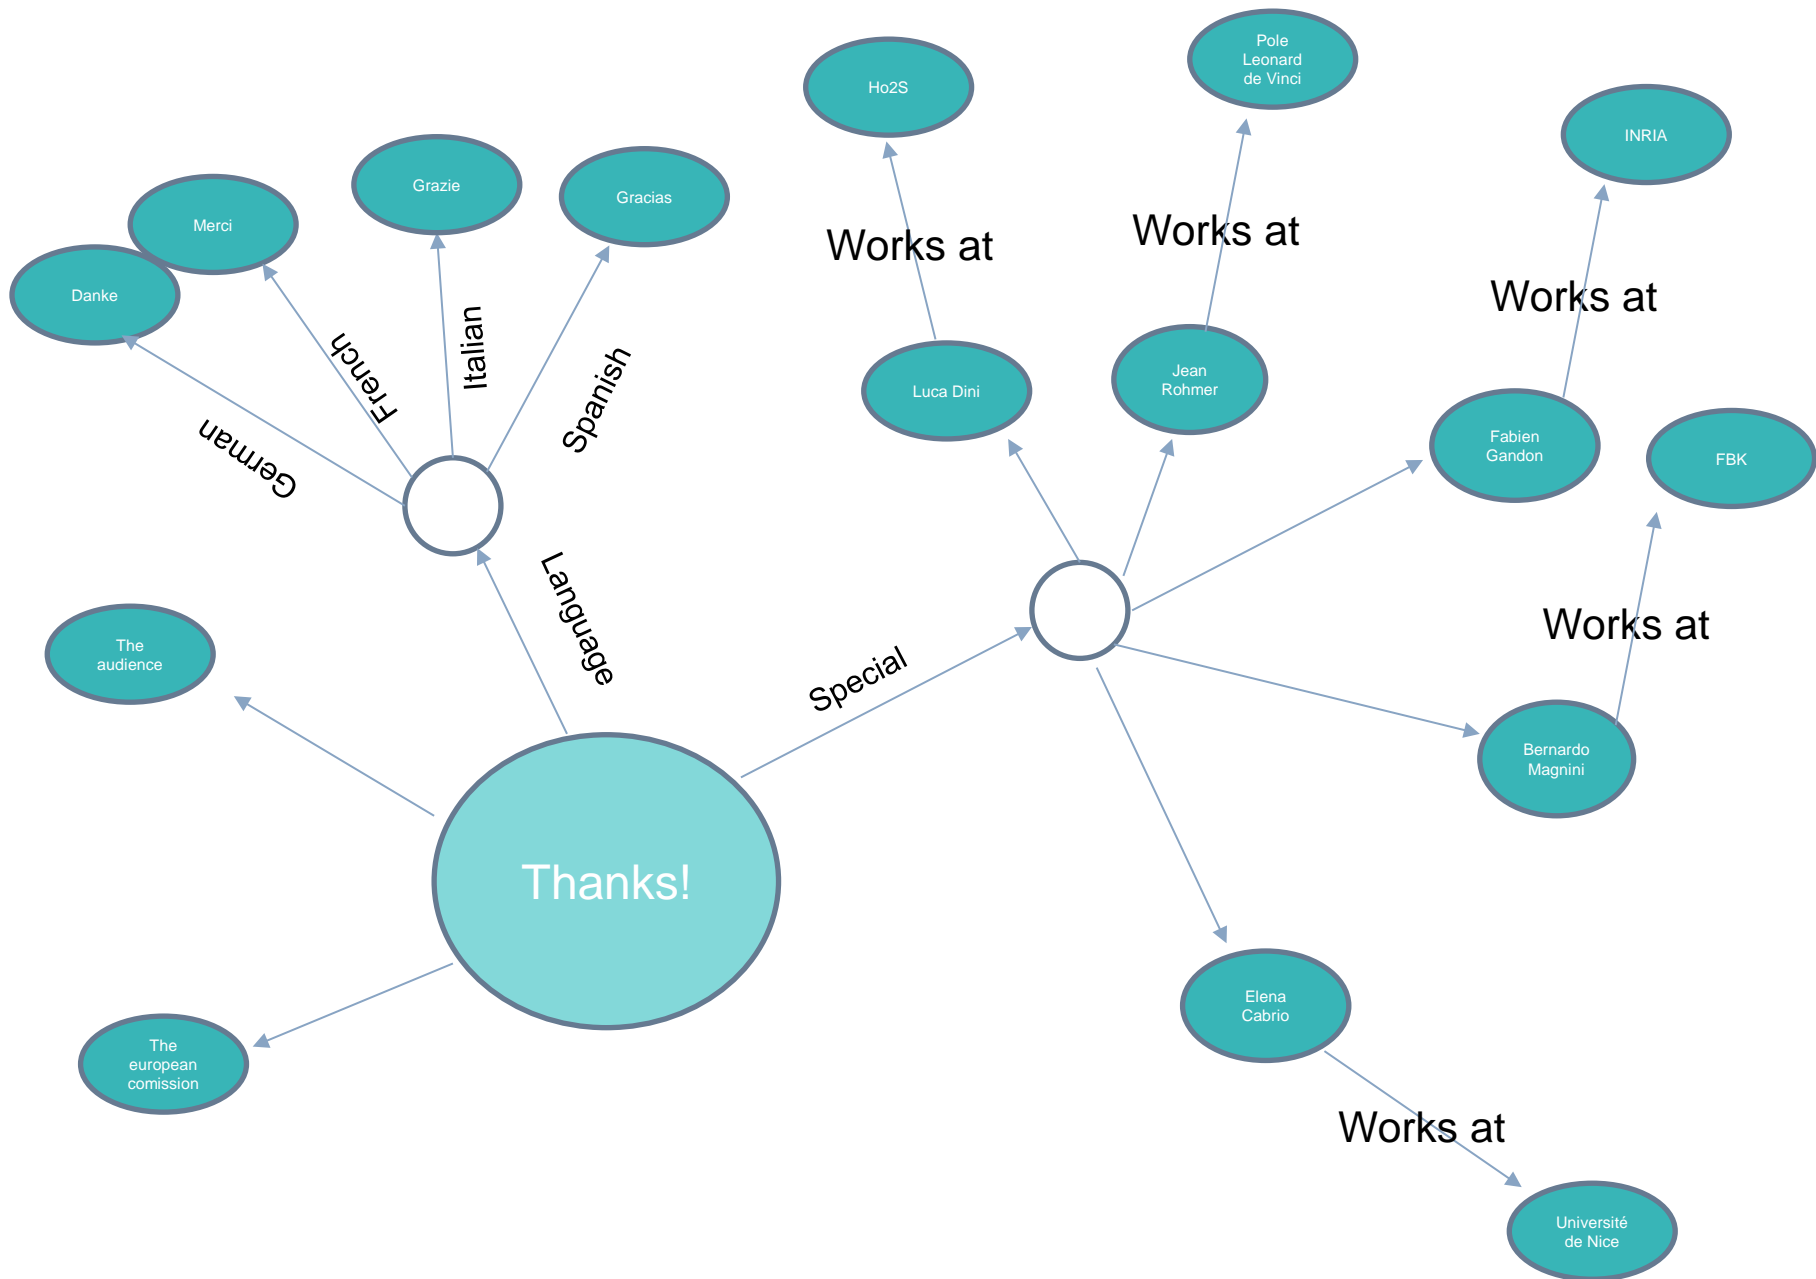 Pole
Leonard
de Vinci
Ho2S
INRIA
Grazie
Gracias
Merci
Danke
Works at
Works at
Works at
French
Italian
Spanish
German
Luca Dini
Jean
Rohmer
Fabien
Gandon
FBK
Language
Works at
The
audience
Special
Bernardo
Magnini
Thanks!
Elena
Cabrio
The
european
comission
Works at
Université
de Nice